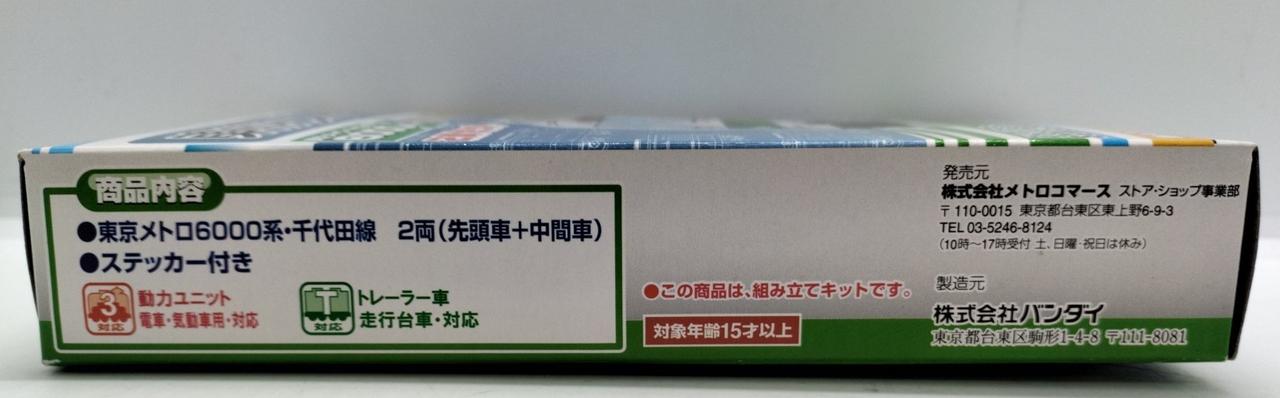 商品内容
●東京メトロ6000系・千代田線 2両(先頭車+中間車)
●ステッカー付き
3
対応
動力ユニット
電車・気動車用・対応
T
対応
トレーラー車
走行台車・対応
●この商品は、組み立てキットです。
対象年齢15才以上
発売元
株式会社メトロコマース ストア・ショップ事業部
〒110-0015 東京都台東区東上野6-9-3
TEL 03-5246-8124
(10時～17時受付 土、日曜・祝日は休み)
製造元
株式会社バンダイ
東京都台東区駒形1-4-8 〒111-8081